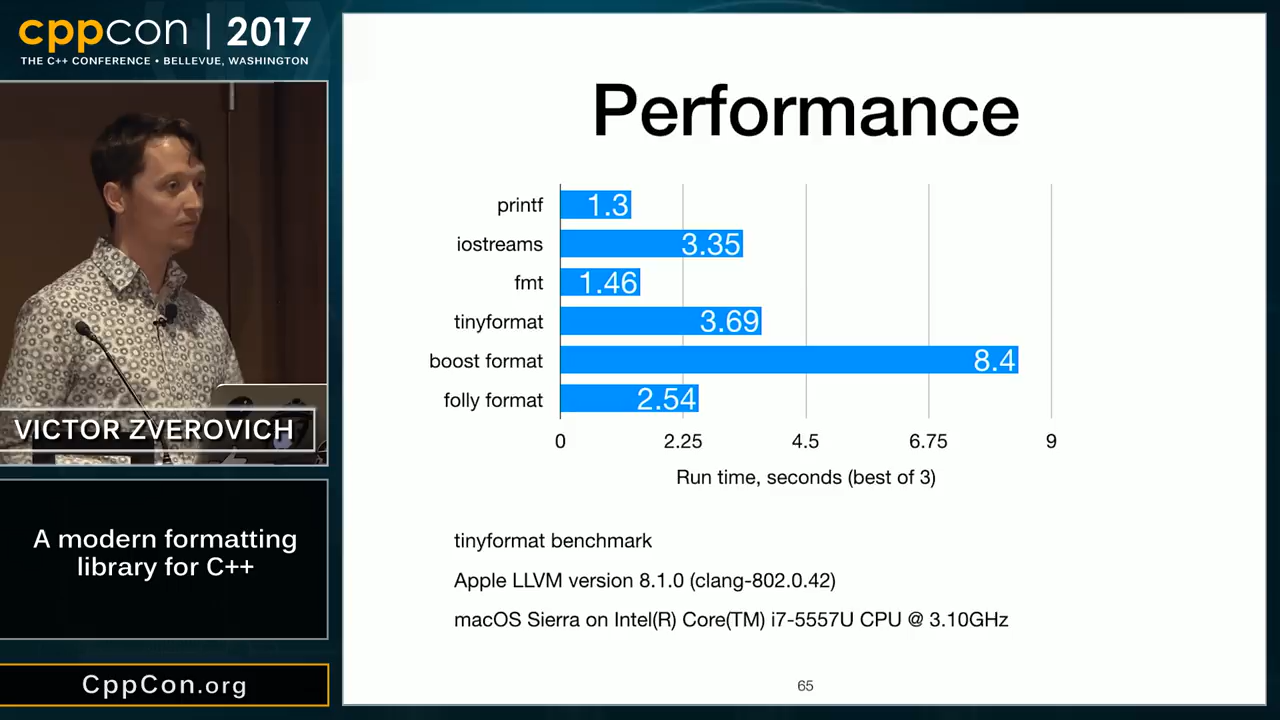 cppcon | 2017
THE C++ CONFERENCE • BELLEVUE, WASHINGTON
VICTOR ZVEROVICH
A modern formatting
library for C++
CppCon.org
Performance
printf 1.3
iostreams 3.35
fmt 1.46
tinyformat 3.69
boost format 8.4
folly format 2.54
0 2.25 4.5 6.75 9
Run time, seconds (best of 3)
tinyformat benchmark
Apple LLVM version 8.1.0 (clang-802.0.42)
macOS Sierra on Intel(R) Core(TM) i7-5557U CPU @ 3.10GHz
65